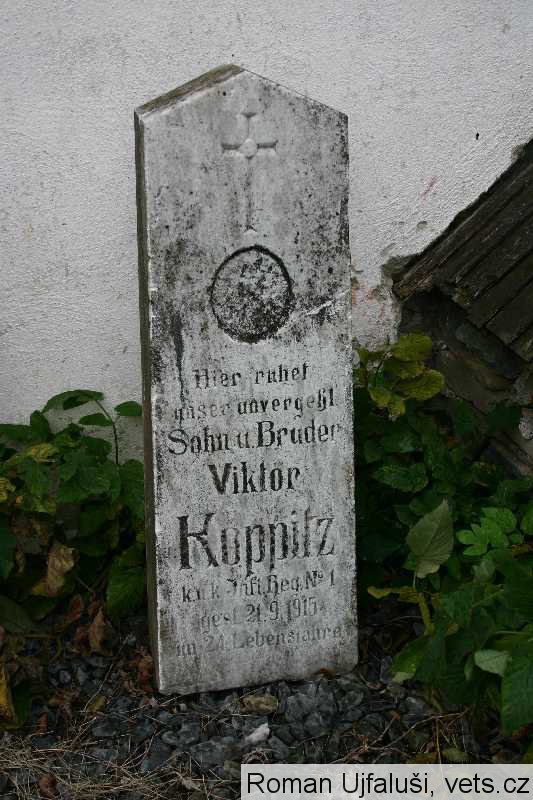 Hier ruhet
unser unvergeßl.
Sohn u. Bruder
Viktor
Koppitz
k.u.k. Inft. Reg. № 1
gest. 21. 9. 1915
im 24. Lebensjahre.
Roman Ujfaluši, vets.cz